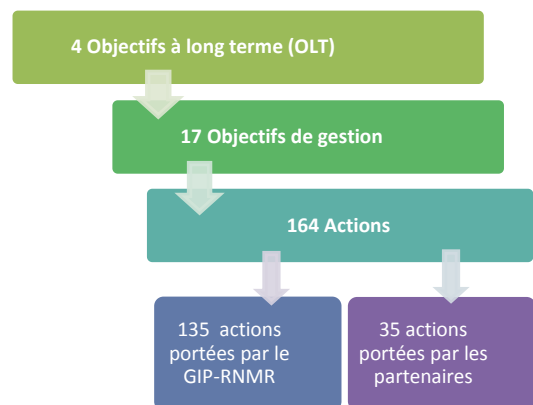 4 Objectifs à long terme (OLT)
17 Objectifs de gestion
164 Actions
135 actions
portées par le
GIP-RNMR
35 actions
portées par les
partenaires